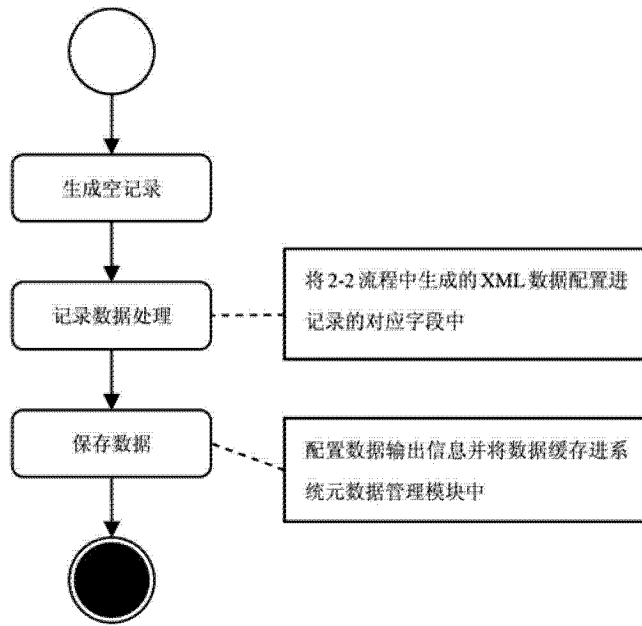 生成空记录
记录数据处理
将2-2流程中生成的XML数据配置进
记录的对应字段中
保存数据
配置数据输出信息并将数据缓存进系
统元数据管理模块中